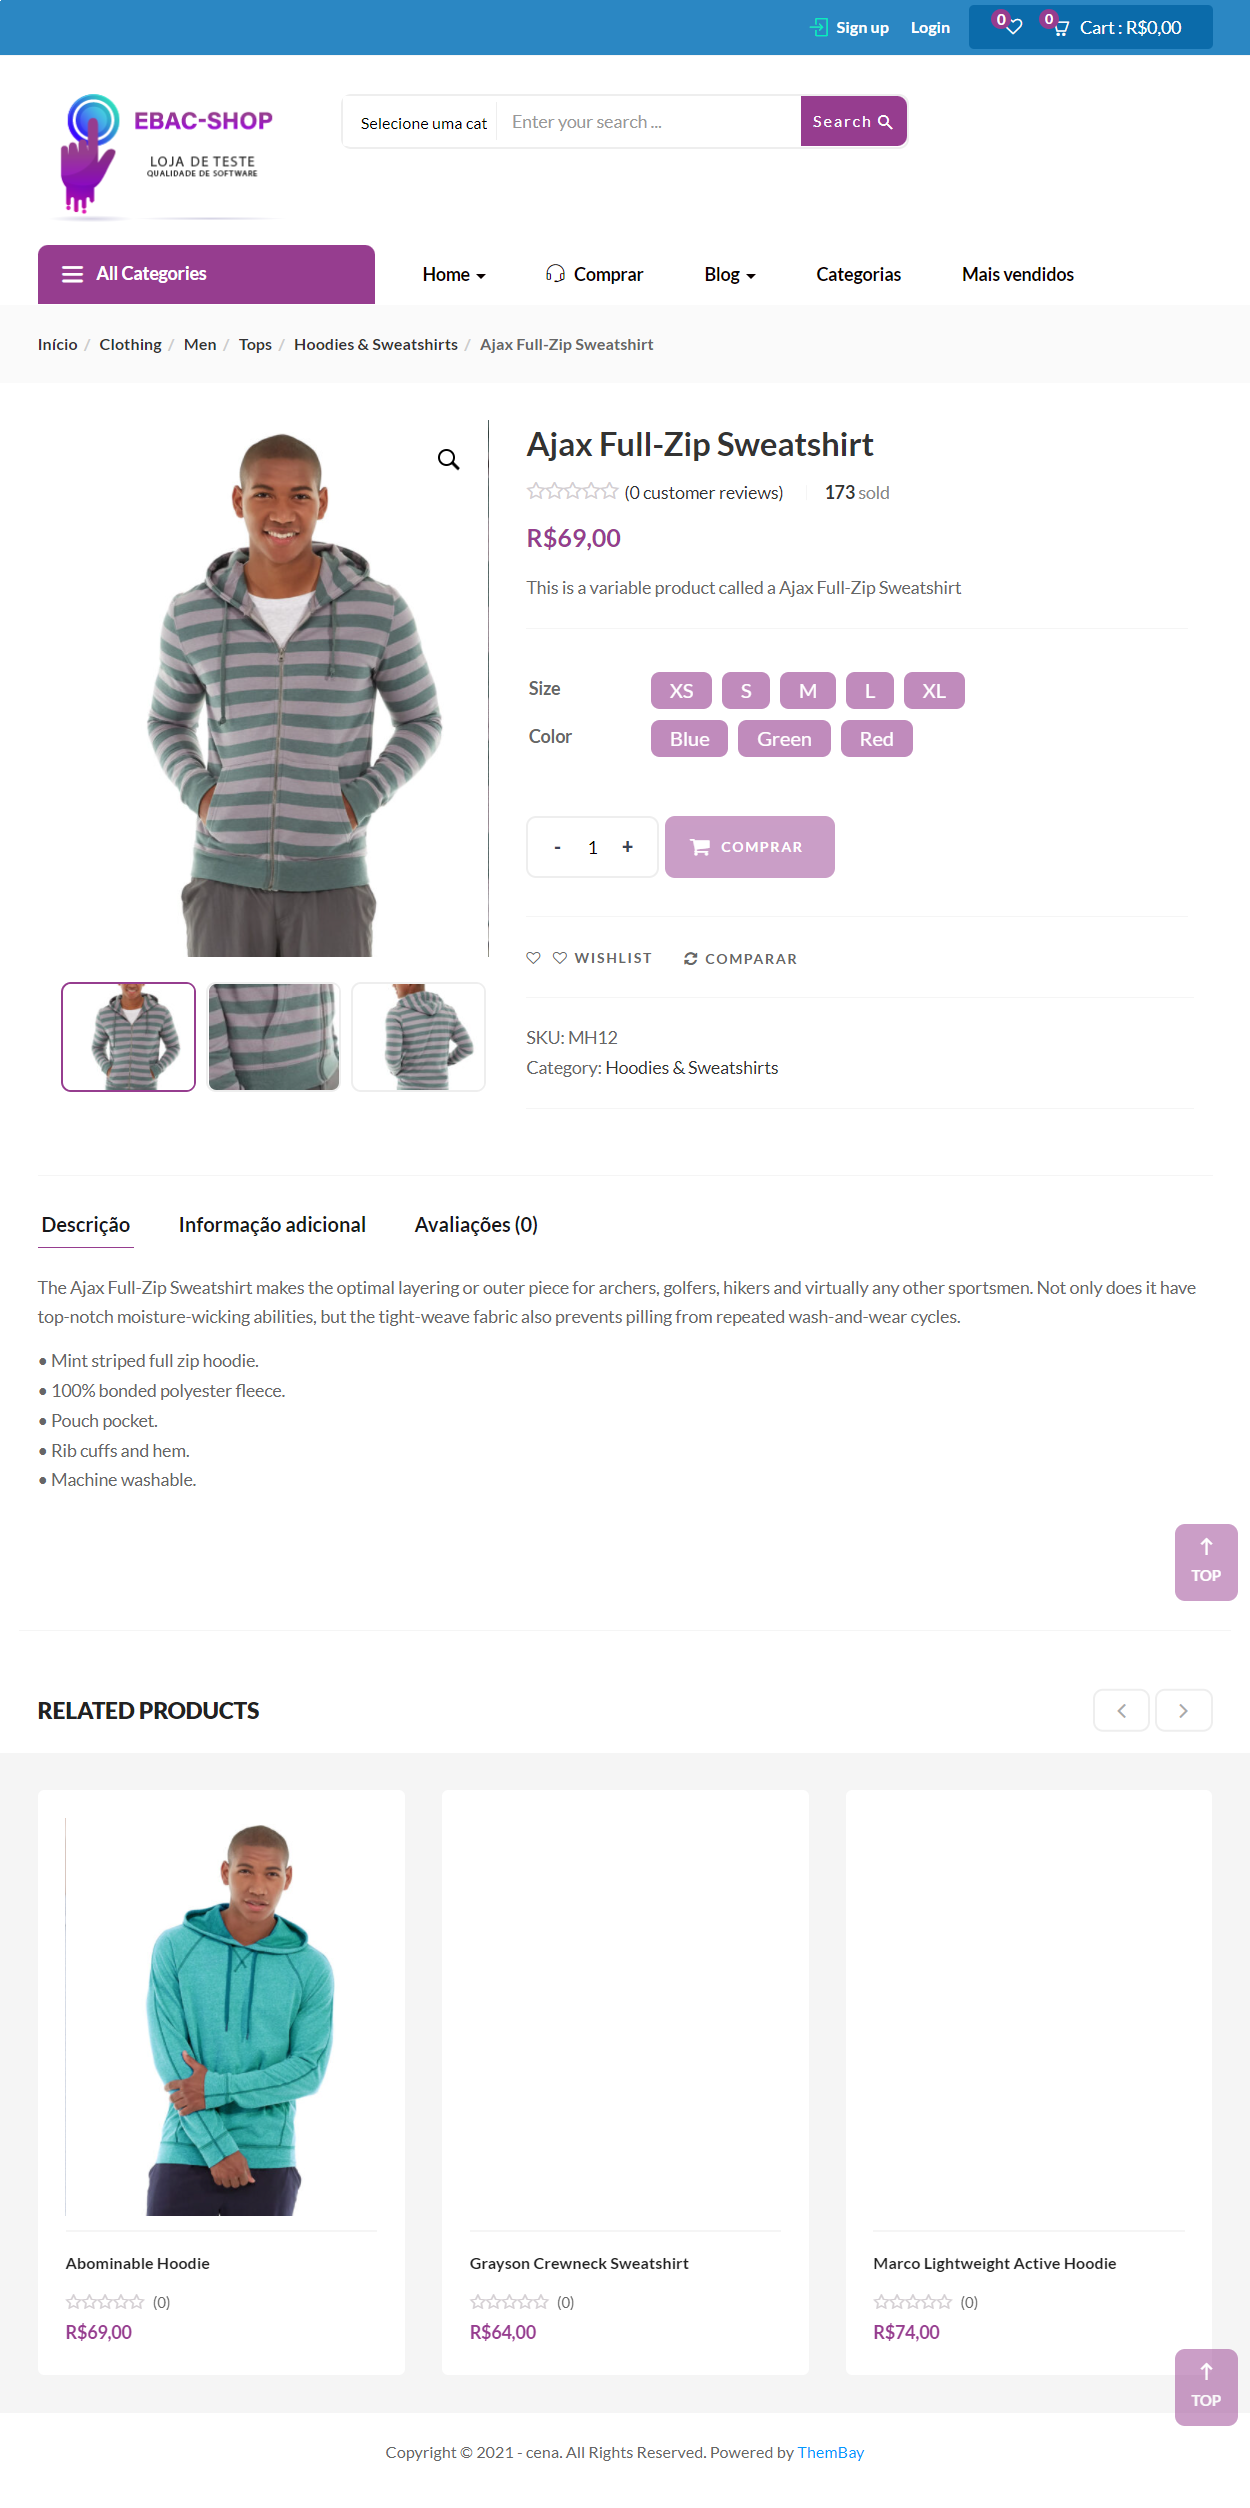 Sign up Login 0 0 Cart : R$0,00
EBAC-SHOP
LOJA DE TESTE
QUALIDADE DE SOFTWARE
Selecione uma cat Enter your search ... Search
All Categories Home Comprar Blog Categorias Mais vendidos
Início / Clothing / Men / Tops / Hoodies & Sweatshirts / Ajax Full-Zip Sweatshirt
Ajax Full-Zip Sweatshirt
(0 customer reviews) 173 sold
R$69,00
This is a variable product called a Ajax Full-Zip Sweatshirt
Size XS S M L XL
Color Blue Green Red
- 1 + COMPRAR
WISHLIST COMPARAR
SKU: MH12
Category: Hoodies & Sweatshirts
Descrição Informação adicional Avaliações (0)
The Ajax Full-Zip Sweatshirt makes the optimal layering or outer piece for archers, golfers, hikers and virtually any other sportsmen. Not only does it have
top-notch moisture-wicking abilities, but the tight-weave fabric also prevents pilling from repeated wash-and-wear cycles.
• Mint striped full zip hoodie.
• 100% bonded polyester fleece.
• Pouch pocket.
• Rib cuffs and hem.
• Machine washable.
TOP
RELATED PRODUCTS
Abominable Hoodie
(0)
R$69,00
Grayson Crewneck Sweatshirt
(0)
R$64,00
Marco Lightweight Active Hoodie
(0)
R$74,00
TOP
Copyright © 2021 - cena. All Rights Reserved. Powered by ThemBay